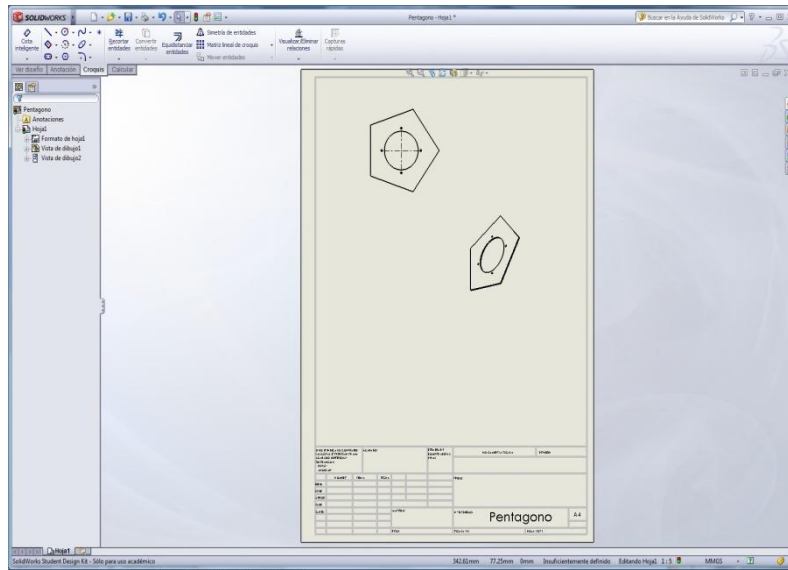 SOLIDWORKS
Pentagono - Hoja1 *
Buscar en la Ayuda de SolidWorks
Cota inteligente
Recortar entidades
Convertir entidades
Equidistanciar entidades
Simetría de entidades
Matriz lineal de croquis
Mover entidades
Visualizar/Eliminar relaciones
Capturas rápidas
Ver diseño Anotación Croquis Calcular
Pentagono
Anotaciones
Hoja1
Formato de hoja1
Vista de dibujo1
Vista de dibujo2
Pentagono
A4
Hoja1
SolidWorks Student Design Kit - Sólo para uso académico
342.61mm 77.25mm 0mm Insuficientemente definido Editando Hoja1 1:5 MMGS